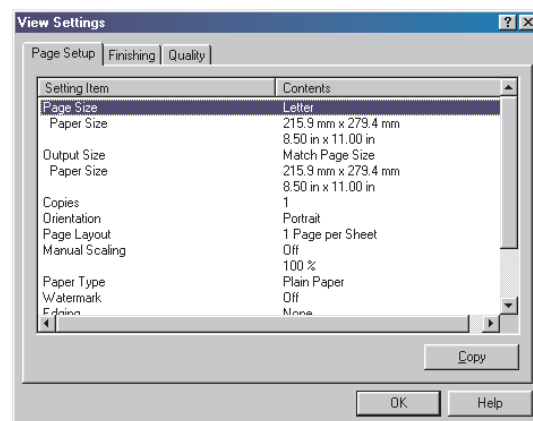 View Settings
Page Setup Finishing Quality
Setting Item Contents
Page Size Letter
Paper Size 215.9 mm x 279.4 mm
8.50 in x 11.00 in
Output Size Match Page Size
Paper Size 215.9 mm x 279.4 mm
8.50 in x 11.00 in
Copies 1
Orientation Portrait
Page Layout 1 Page per Sheet
Manual Scaling Off
100 %
Paper Type Plain Paper
Watermark Off
Edging None
Copy
OK Help